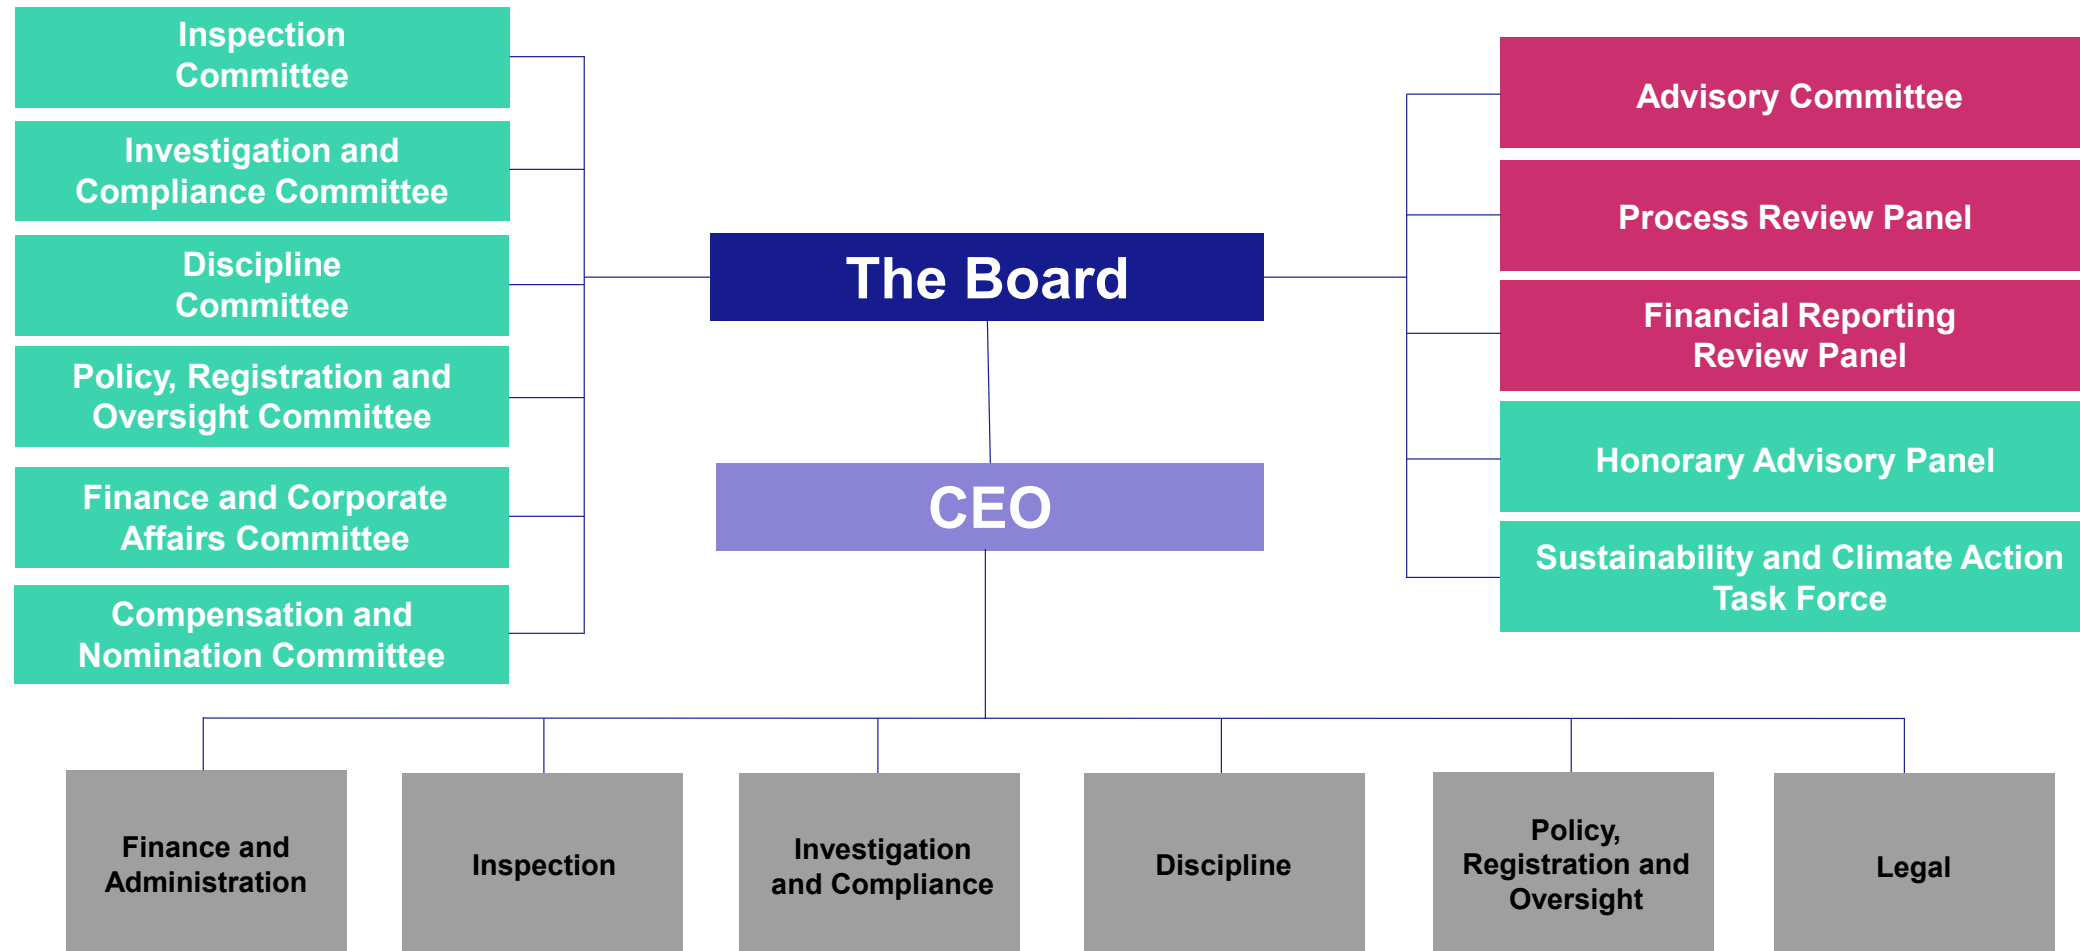 Inspection
Committee
Investigation and
Compliance Committee
Discipline
Committee
Policy, Registration and
Oversight Committee
Finance and Corporate
Affairs Committee
Compensation and
Nomination Committee
The Board
CEO
Advisory Committee
Process Review Panel
Financial Reporting
Review Panel
Honorary Advisory Panel
Sustainability and Climate Action
Task Force
Finance and
Administration
Inspection
Investigation
and Compliance
Discipline
Policy,
Registration and
Oversight
Legal